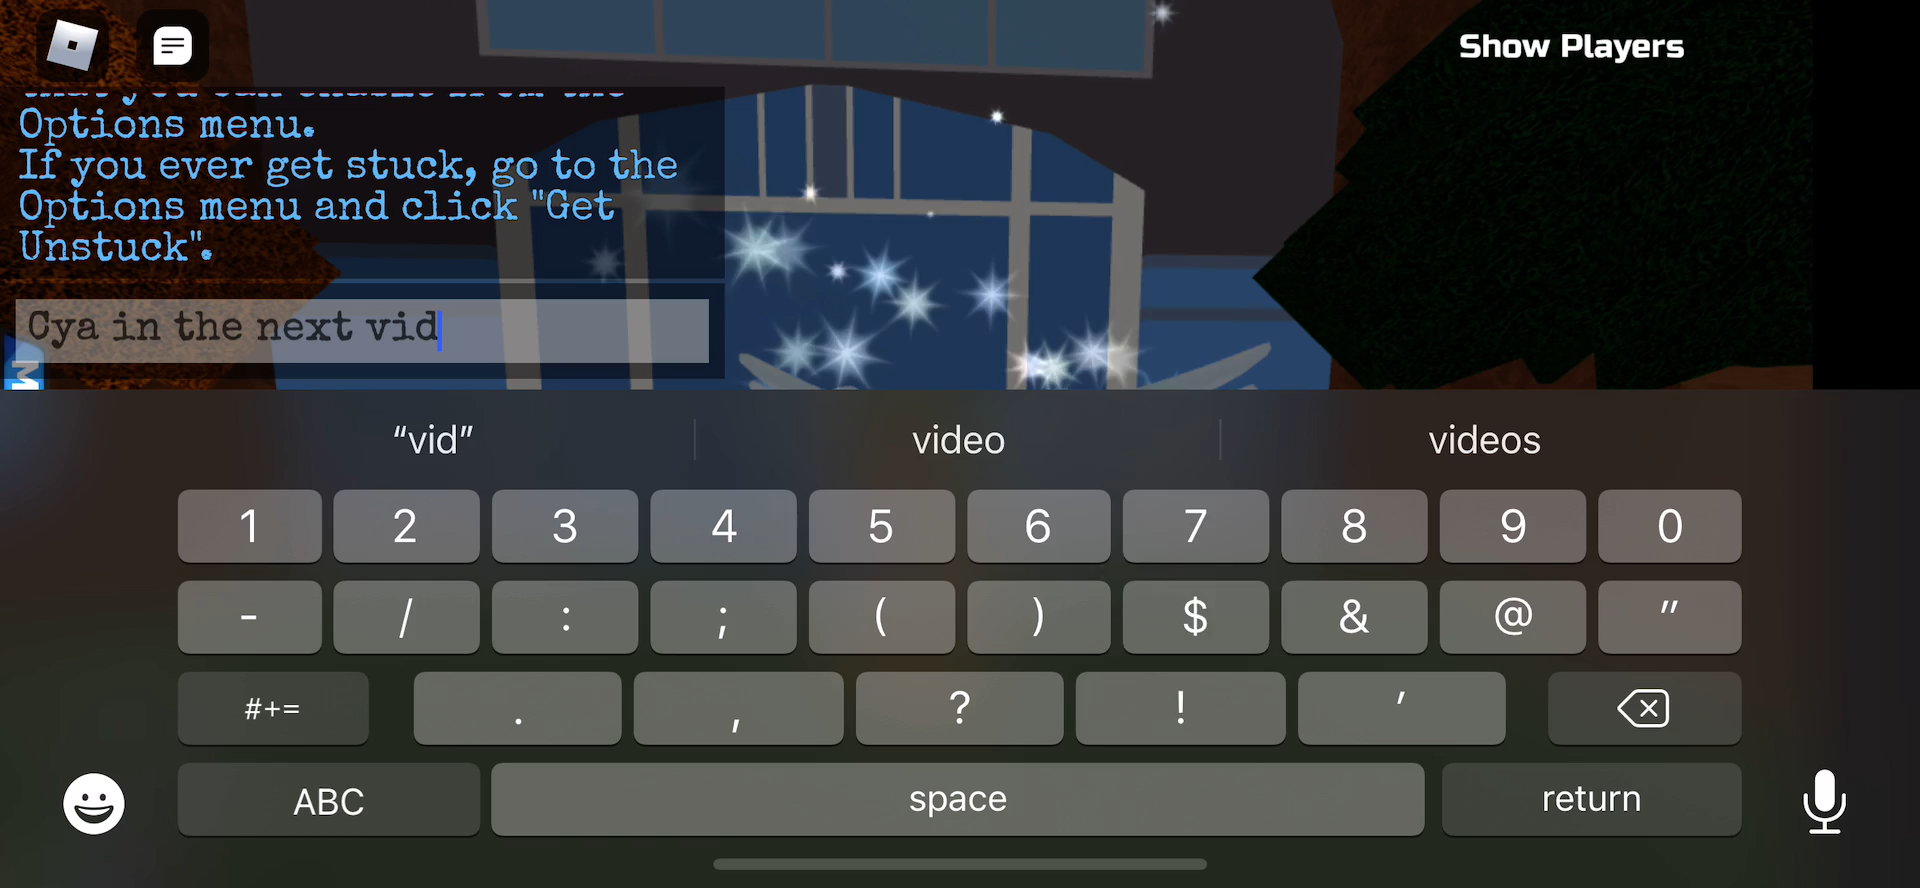 Show Players
Options menu.
If you ever get stuck, go to the
Options menu and click "Get
Unstuck".
Cya in the next vid
M
“vid” video videos
1 2 3 4 5 6 7 8 9 0
- / : ; ( ) $ & @ "
#+= . , ? ! '
ABC space return